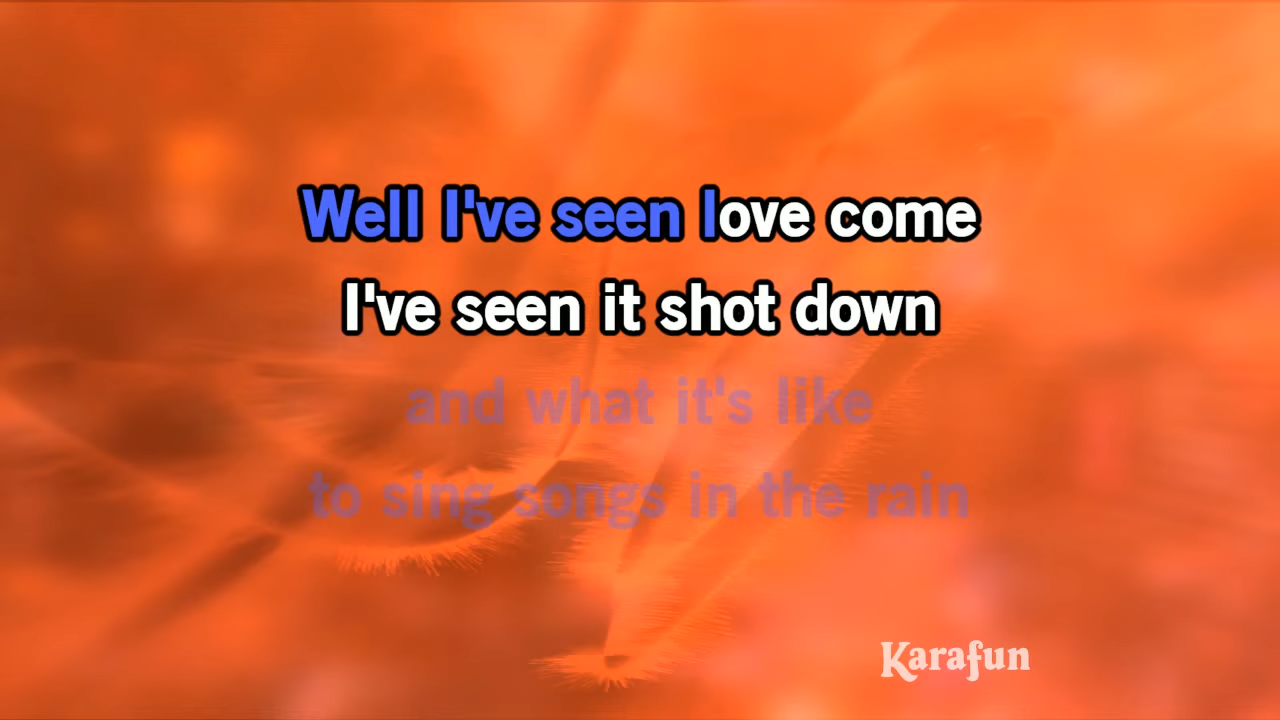 Well I've seen love come
I've seen it shot down
and what it's like
to sing songs in the rain
Karafun